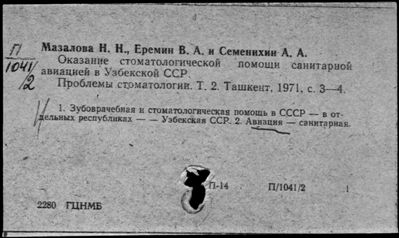 Мазалова Н. Н., Еремин В. А. и Семенихин А. А.
П
1041/2
Оказание стоматологической помощи санитарной
авиацией в Узбекской ССР.
Проблемы стоматологии. Т. 2. Ташкент, 1971, с. 3—4.
1. Зубоврачебная и стоматологическая помощь в СССР — в от-
дельных республиках — — Узбекская ССР. 2. Авиация — санитарная.
П-14 П/1041/2 1
2280 ГЦНМБ